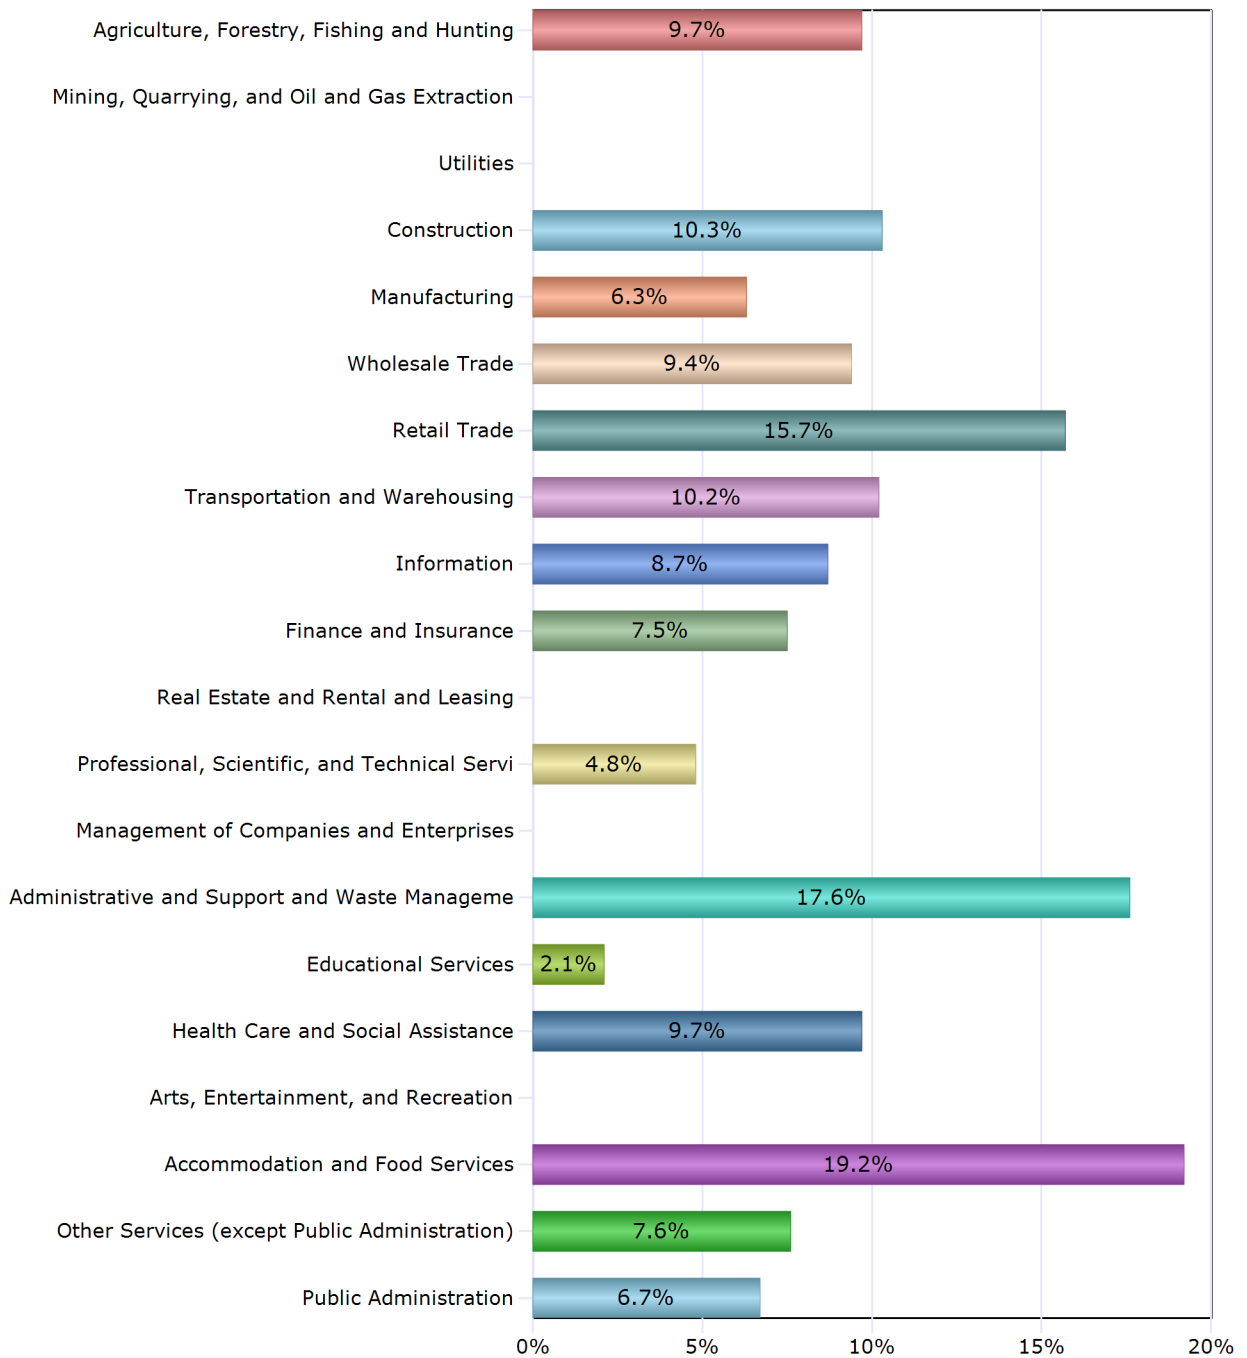 Agriculture, Forestry, Fishing and Hunting 9.7%
Mining, Quarrying, and Oil and Gas Extraction
Utilities
Construction 10.3%
Manufacturing 6.3%
Wholesale Trade 9.4%
Retail Trade 15.7%
Transportation and Warehousing 10.2%
Information 8.7%
Finance and Insurance 7.5%
Real Estate and Rental and Leasing
Professional, Scientific, and Technical Servi 4.8%
Management of Companies and Enterprises
Administrative and Support and Waste Manageme 17.6%
Educational Services 2.1%
Health Care and Social Assistance 9.7%
Arts, Entertainment, and Recreation
Accommodation and Food Services 19.2%
Other Services (except Public Administration) 7.6%
Public Administration 6.7%
0% 5% 10% 15% 20%